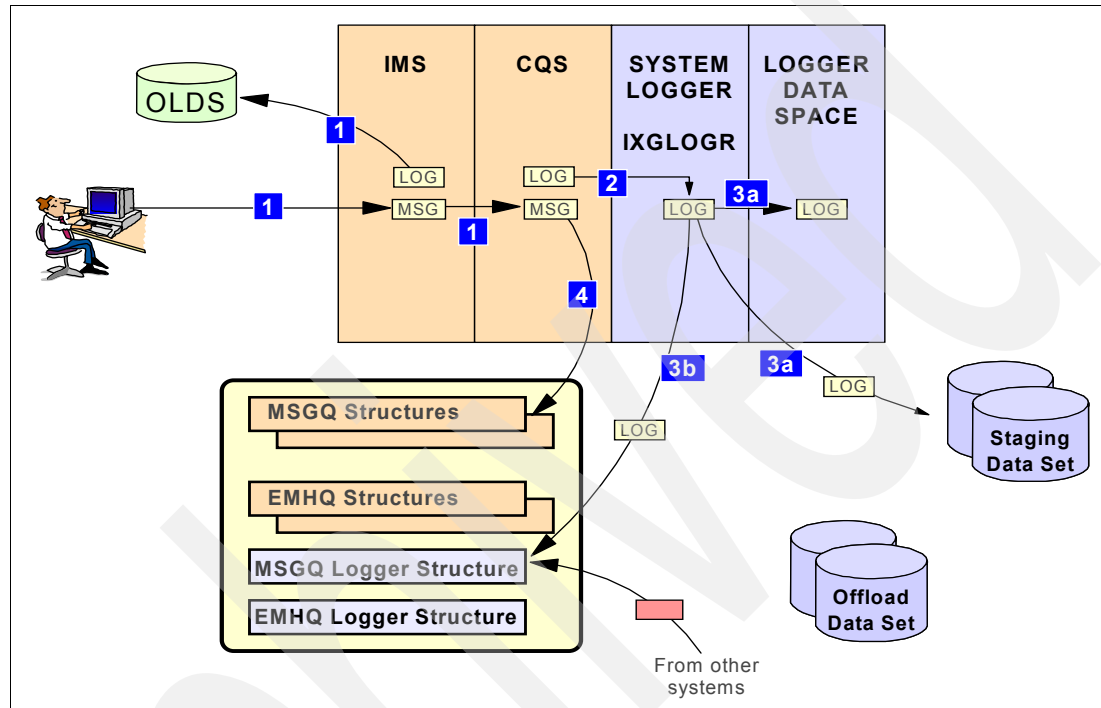 IMS
CQS
SYSTEM
LOGGER
IXGLOGR
LOGGER
DATA
SPACE
OLDS
1
LOG
LOG
2
3a
1
MSG
1
MSG
LOG
LOG
4
3b
3a
LOG
LOG
MSGQ Structures
EMHQ Structures
MSGQ Logger Structure
EMHQ Logger Structure
Staging
Data Set
Offload
Data Set
From other
systems